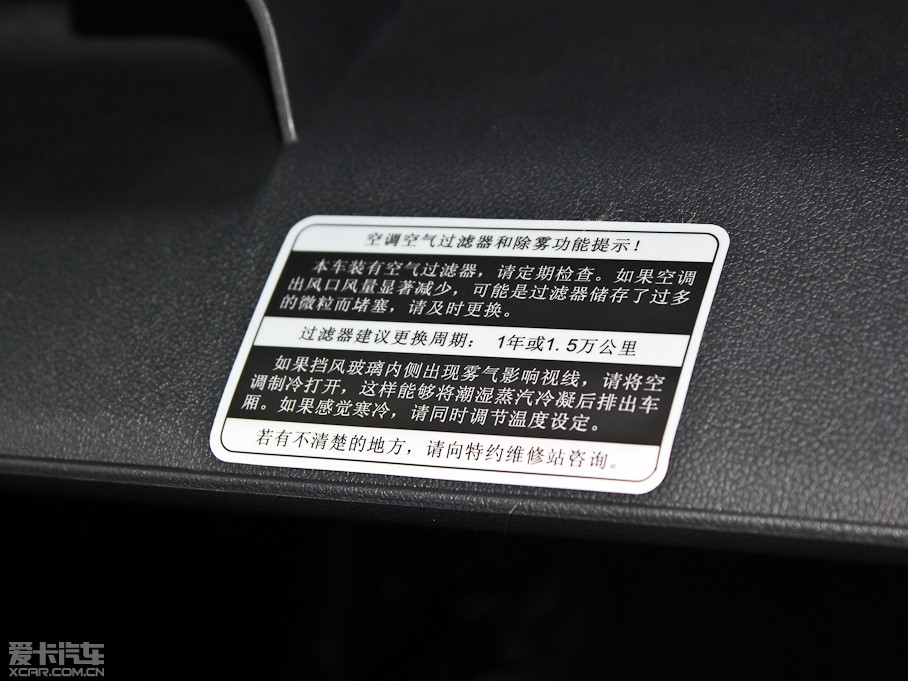 空调空气过滤器和除雾功能提示！
本车装有空气过滤器，请定期检查。如果空调
出风口风量显著减少，可能是过滤器储存了过多
的微粒而堵塞，请及时更换。
过滤器建议更换周期： 1年或1.5万公里
如果挡风玻璃内侧出现雾气影响视线，请将空
调制冷打开，这样能够将潮湿蒸汽冷凝后排出车
厢。如果感觉寒冷，请同时调节温度设定。
若有不清楚的地方，请向特约维修站咨询。
爱卡汽车
XCAR.COM.CN